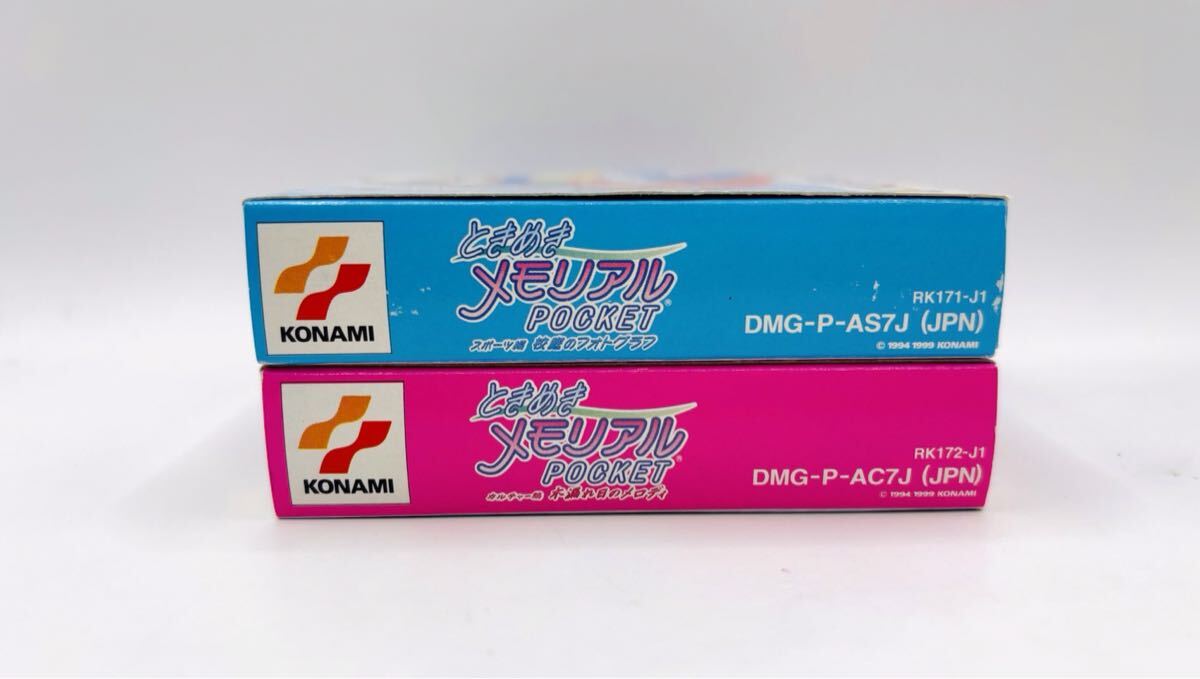 KONAMI
ときめき
メモリアル
POCKET®
スポーツ編 校庭のフォトグラフ
RK171-J1
DMG-P-AS7J (JPN)
© 1994 1999 KONAMI
KONAMI
ときめき
メモリアル
POCKET®
カルチャー編 木漏れ日のメロディ
RK172-J1
DMG-P-AC7J (JPN)
© 1994 1999 KONAMI